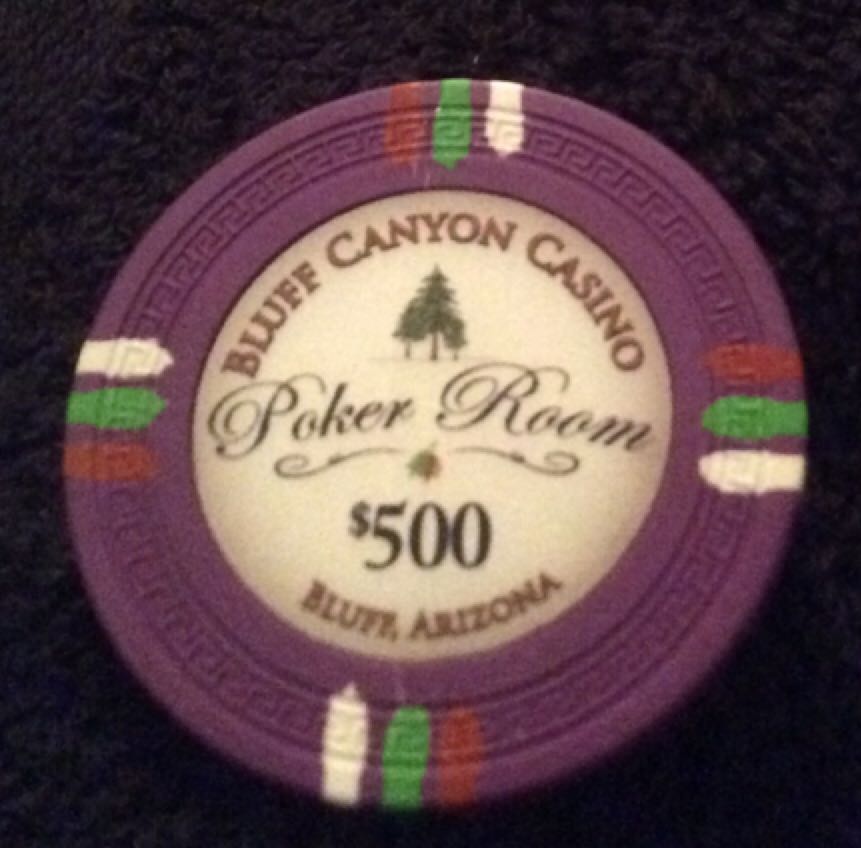 BLUFF CANYON CASINO
Poker Room
$500
BLUFF, ARIZONA